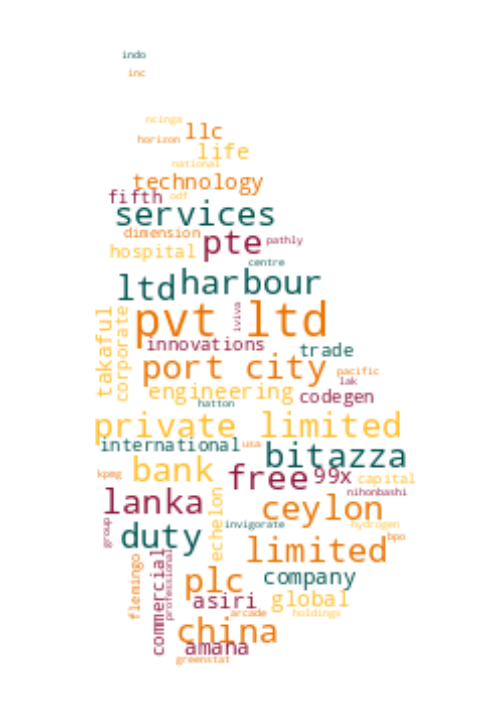 indo
inc
ncinga
llc
horizon
life
national
technology
fifth
odf
services
dimension
pte
pathly
hospital
centre
ltd
harbour
takaful
corporate
pvt ltd
iviva
innovations
trade
port city
pacific
lak
engineering
codegen
hatton
private limited
international
usa
bitazza
kpmg
bank
free
99x
capital
nihonbashi
lanka
echelon
ceylon
group
duty
invigorate
hydrogen
limited
bpo
flemingo
commercial
professional
plc
company
asiri
global
arcade
holdings
china
amana
greenstat